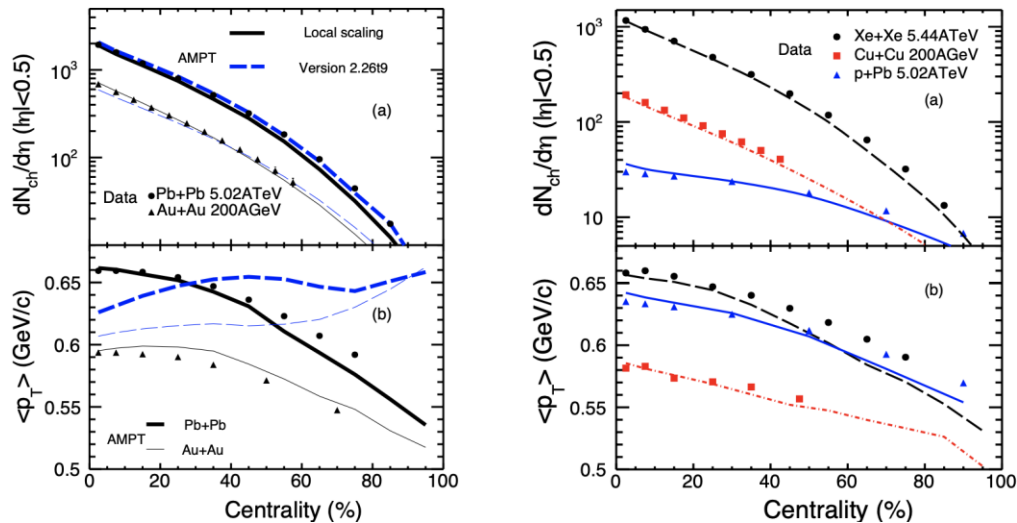 Local scaling
AMPT
Version 2.26t9
(a)
Data
Pb+Pb 5.02ATeV
Au+Au 200AGeV
dN_ch/dη (|η|<0.5)
10^3
10^2
(b)
AMPT
Pb+Pb
Au+Au
<p_T> (GeV/c)
0.65
0.6
0.55
0.5
0 20 40 60 80 100
Centrality (%)
Data
Xe+Xe 5.44ATeV
Cu+Cu 200AGeV
p+Pb 5.02ATeV
(a)
dN_ch/dη (|η|<0.5)
10^3
10^2
10
(b)
<p_T> (GeV/c)
0.65
0.6
0.55
0.5
0 20 40 60 80 100
Centrality (%)